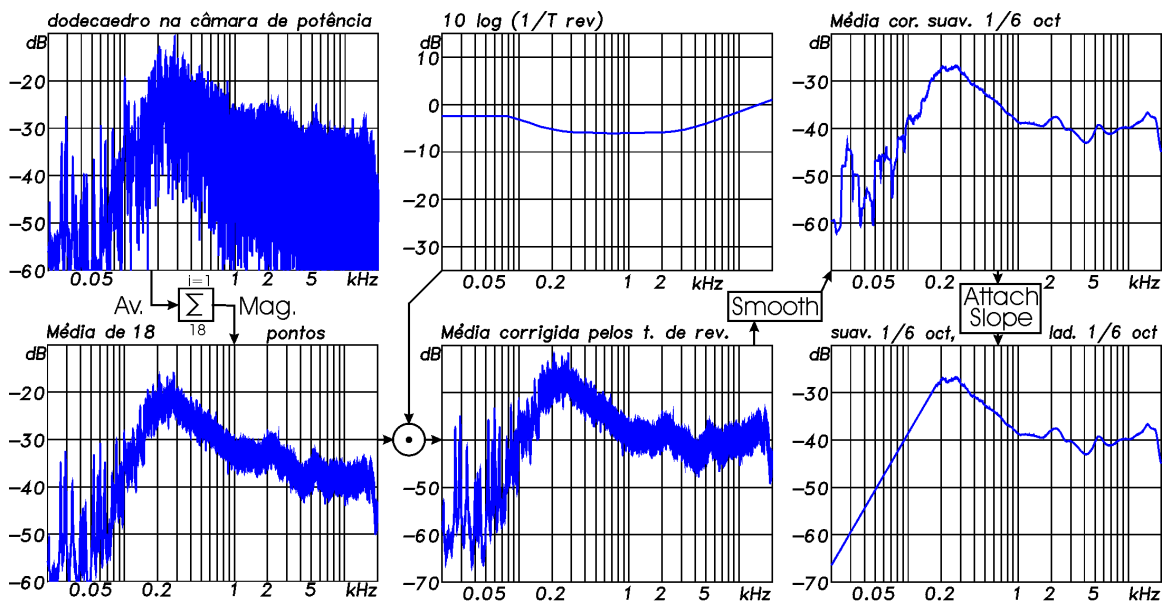 dodecaedro na câmara de potência
dB
−20
−30
−40
−50
−60
0.05 0.2 1 2 5 kHz
10 log (1/T rev)
dB
10
0
−10
−20
−30
0.05 0.2 1 2 5 kHz
Média cor. suav. 1/6 oct
dB
−30
−40
−50
−60
0.05 0.2 1 2 5 kHz
Av.
i=1
∑
18
Mag.
Smooth
Attach
Slope
Média de 18 pontos
dB
−20
−30
−40
−50
−60
0.05 0.2 1 2 5 kHz
Média corrigida pelos t. de rev.
dB
−30
−40
−50
−60
−70
0.05 0.2 1 2 5 kHz
suav. 1/6 oct, lad. 1/6 oct
dB
−30
−40
−50
−60
−70
0.05 0.2 1 2 5 kHz